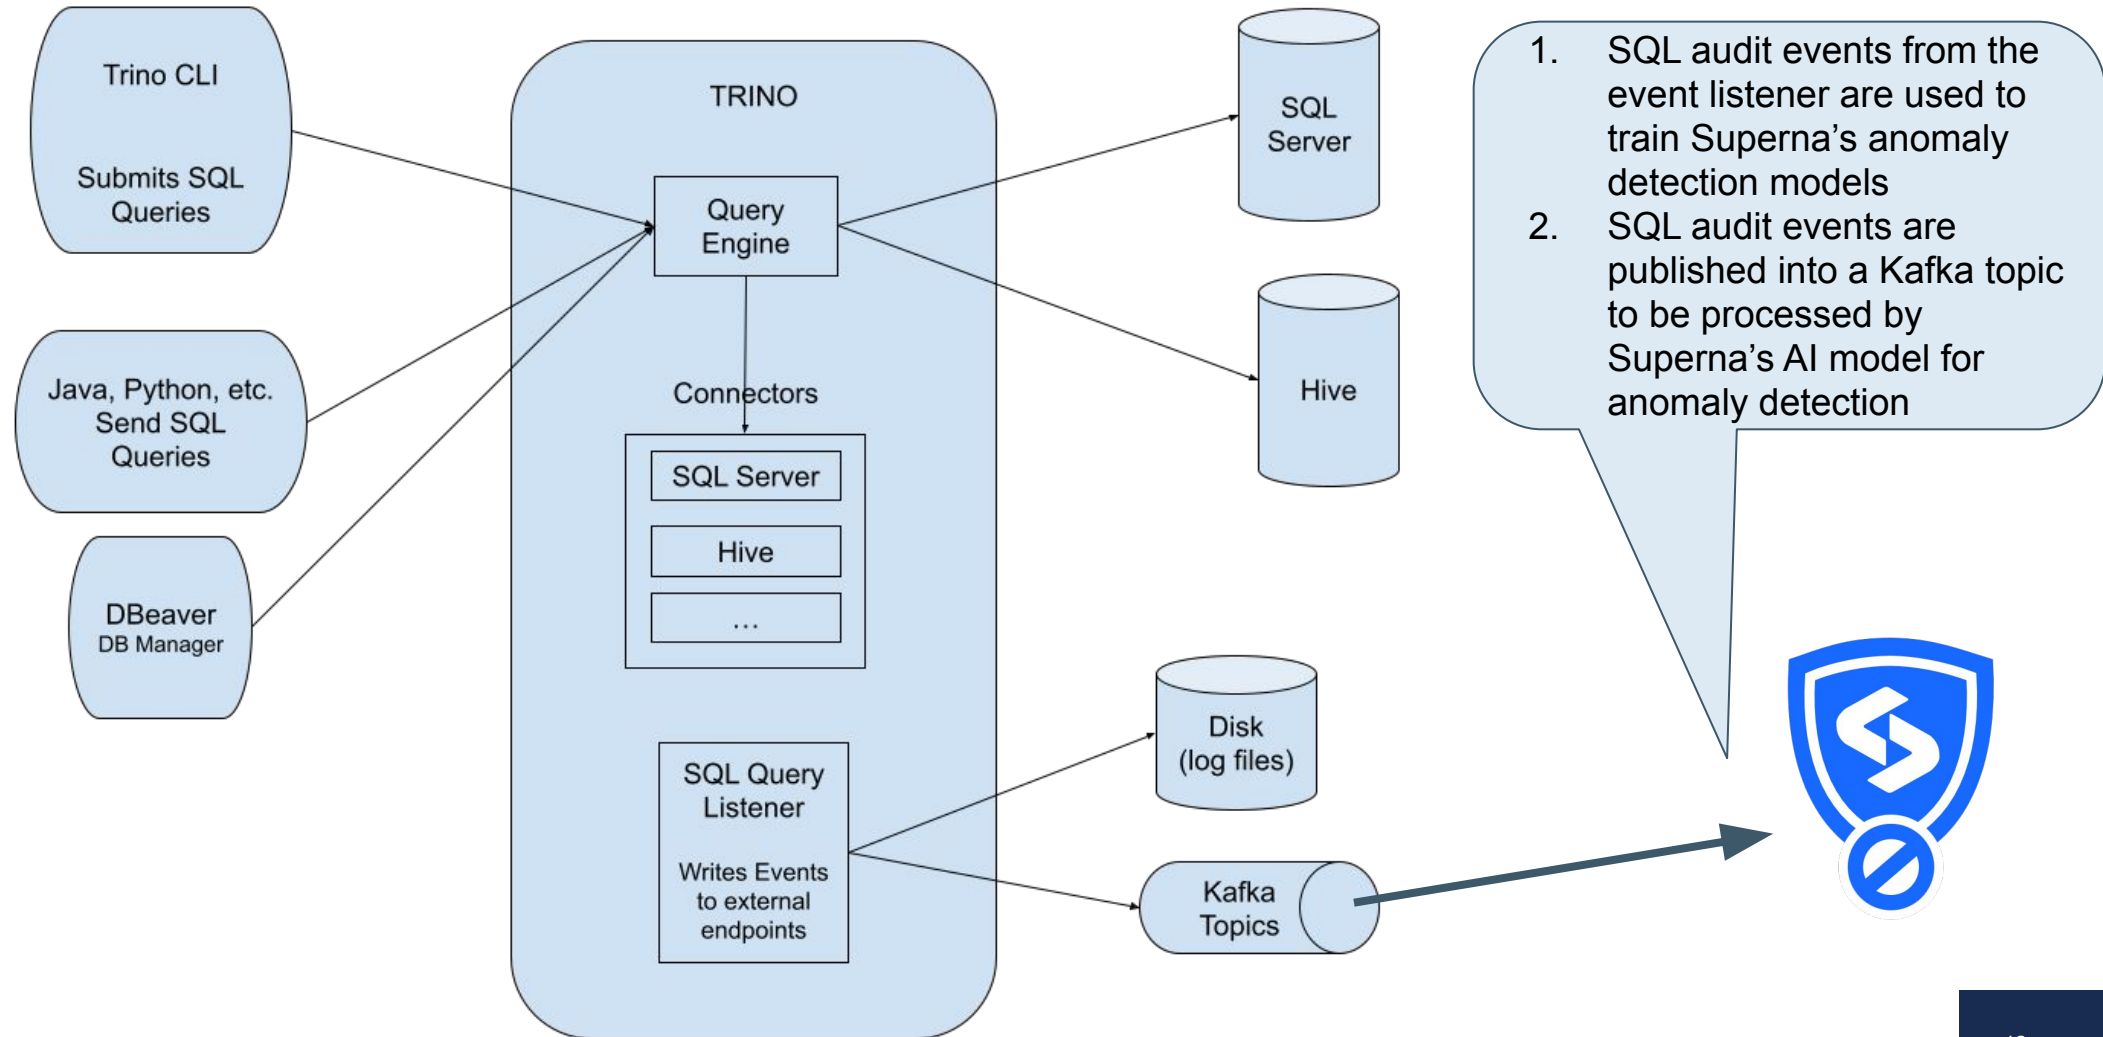 Trino CLI
Submits SQL
Queries
Java, Python, etc.
Send SQL
Queries
DBeaver
DB Manager
TRINO
Query
Engine
Connectors
SQL Server
Hive
...
SQL Query
Listener
Writes Events
to external
endpoints
SQL
Server
Hive
Disk
(log files)
Kafka
Topics
1. SQL audit events from the
event listener are used to
train Superna’s anomaly
detection models
2. SQL audit events are
published into a Kafka topic
to be processed by
Superna’s AI model for
anomaly detection